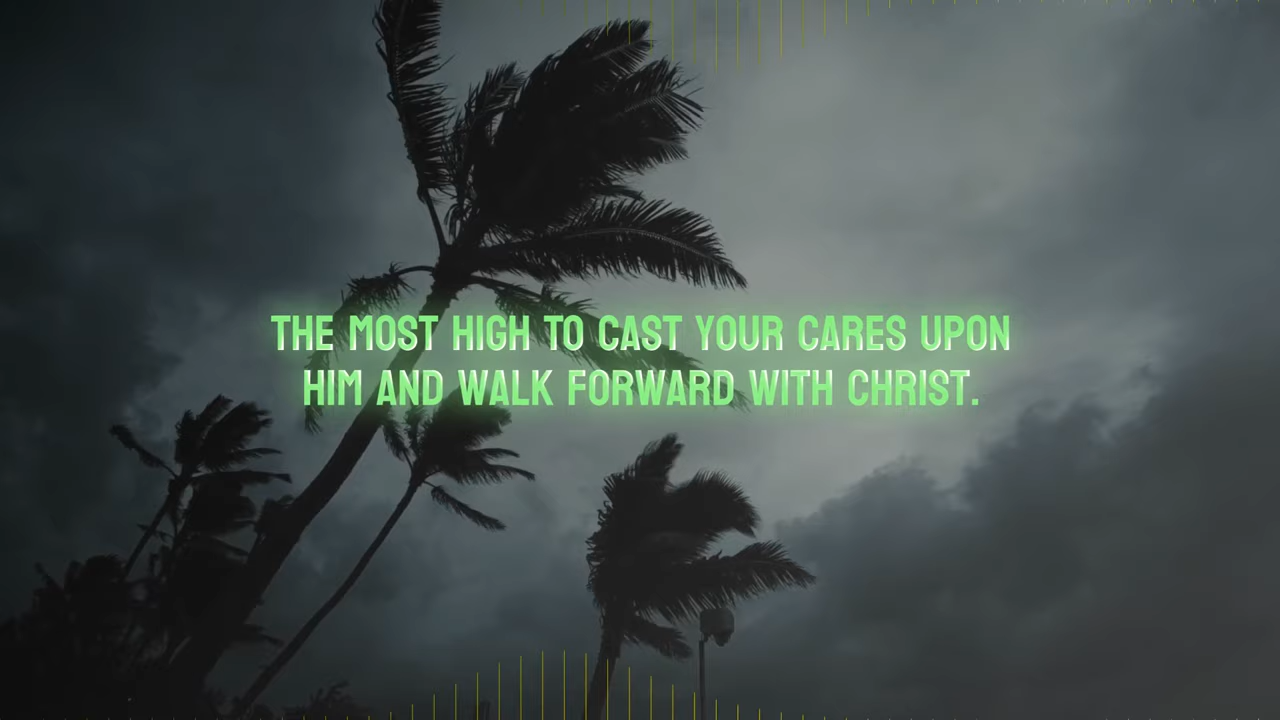 THE MOST HIGH TO CAST YOUR CARES UPON
HIM AND WALK FORWARD WITH CHRIST.